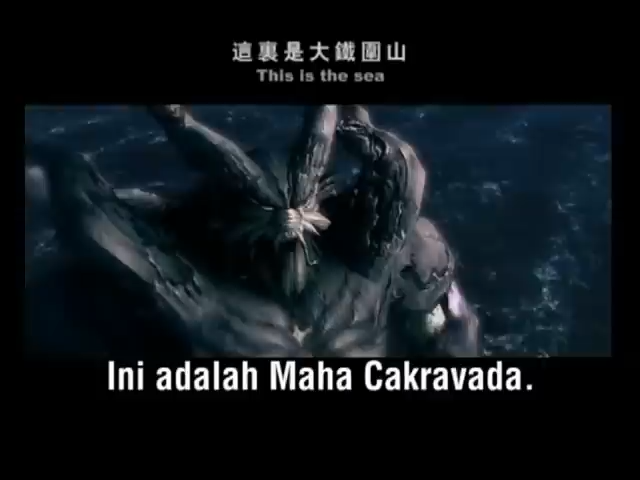 這裏是大鐵圍山
This is the sea
Ini adalah Maha Cakravada.